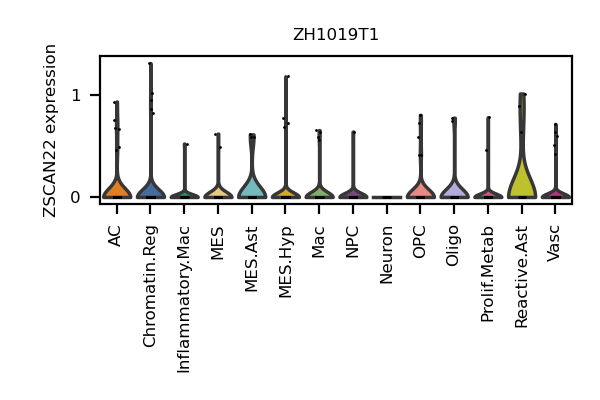 ZH1019T1
ZSCAN22 expression
1
0
AC
Chromatin.Reg
Inflammatory.Mac
MES
MES.Ast
MES.Hyp
Mac
NPC
Neuron
OPC
Oligo
Prolif.Metab
Reactive.Ast
Vasc